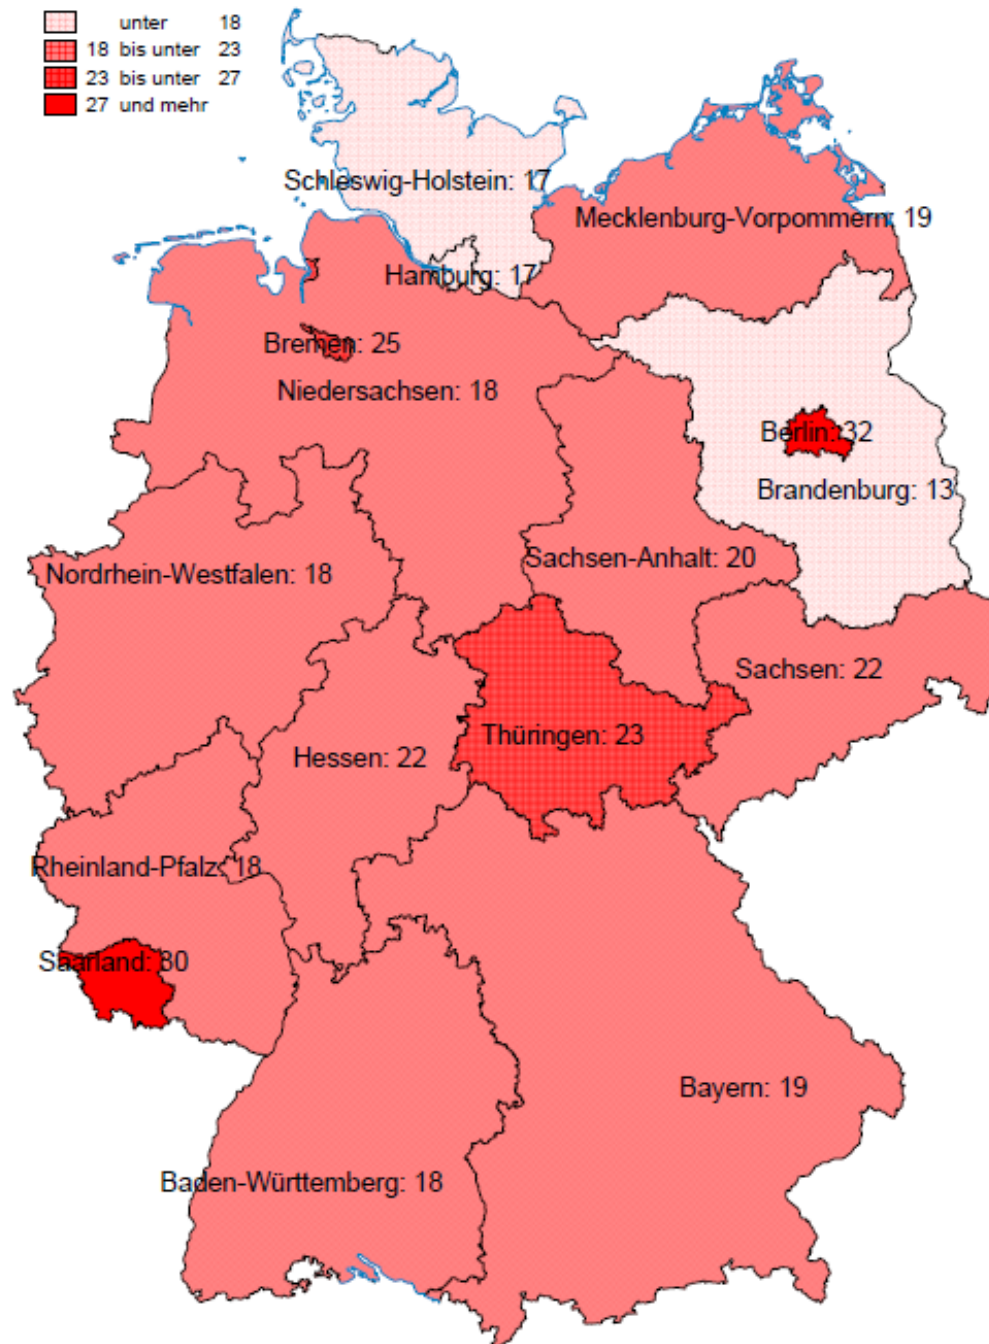 unter 18
18 bis unter 23
23 bis unter 27
27 und mehr
Schleswig-Holstein: 17
Mecklenburg-Vorpommern: 19
Hamburg: 17
Bremen: 25
Niedersachsen: 18
Berlin: 32
Brandenburg: 13
Sachsen-Anhalt: 20
Nordrhein-Westfalen: 18
Sachsen: 22
Thüringen: 23
Hessen: 22
Rheinland-Pfalz: 18
Saarland: 30
Bayern: 19
Baden-Württemberg: 18